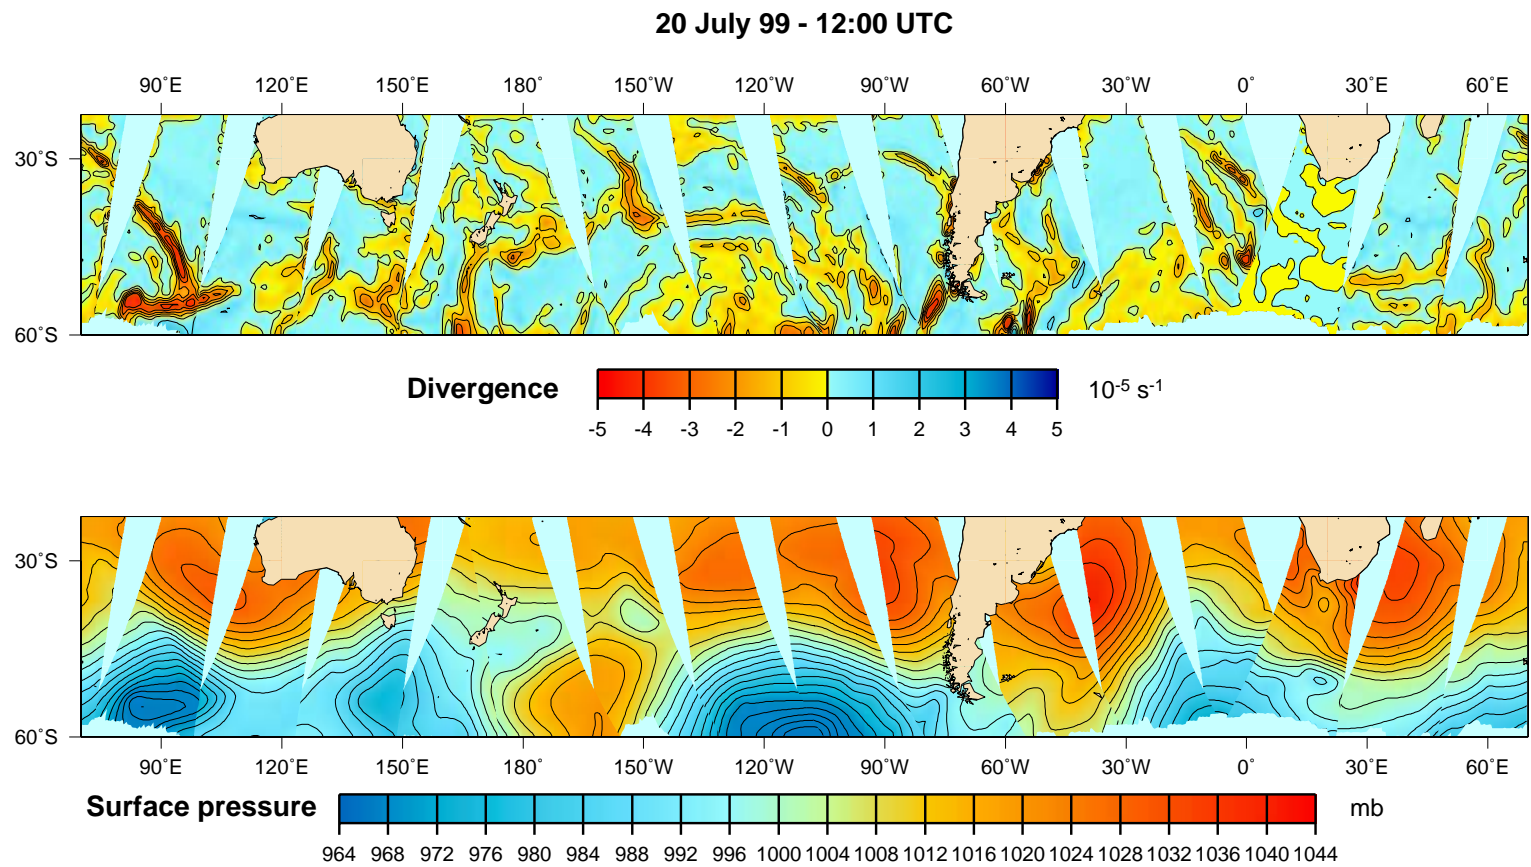 20 July 99 - 12:00 UTC
90˚E 120˚E 150˚E 180˚ 150˚W 120˚W 90˚W 60˚W 30˚W 0˚ 30˚E 60˚E
30˚S
60˚S
Divergence
10-5 s-1
-5 -4 -3 -2 -1 0 1 2 3 4 5
30˚S
60˚S
90˚E 120˚E 150˚E 180˚ 150˚W 120˚W 90˚W 60˚W 30˚W 0˚ 30˚E 60˚E
Surface pressure
mb
964 968 972 976 980 984 988 992 996 1000 1004 1008 1012 1016 1020 1024 1028 1032 1036 1040 1044